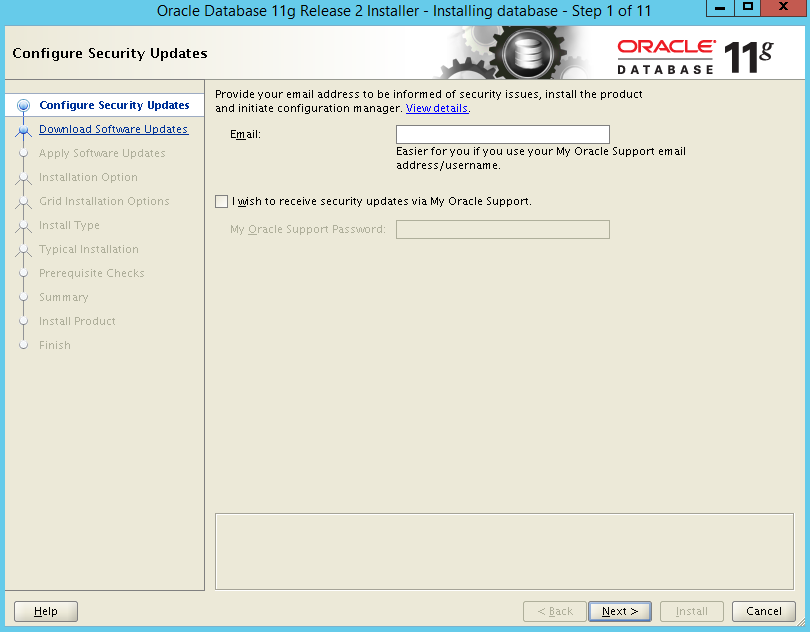 Oracle Database 11g Release 2 Installer - Installing database - Step 1 of 11
Configure Security Updates
ORACLE
DATABASE
11g
Configure Security Updates
Download Software Updates
Apply Software Updates
Installation Option
Grid Installation Options
Install Type
Typical Installation
Prerequisite Checks
Summary
Install Product
Finish
Provide your email address to be informed of security issues, install the product
and initiate configuration manager. View details.
Email:
Easier for you if you use your My Oracle Support email
address/username.
I wish to receive security updates via My Oracle Support.
My Oracle Support Password:
Help
< Back
Next >
Install
Cancel